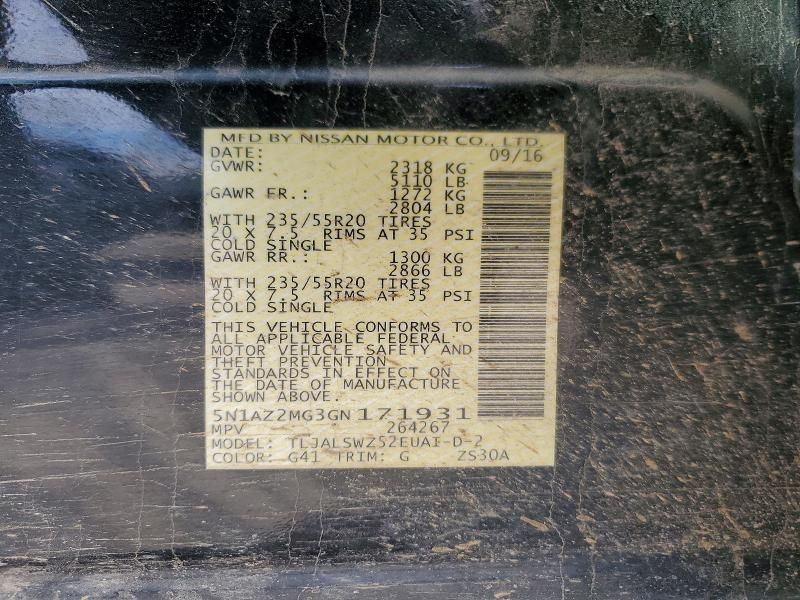 MFD BY NISSAN MOTOR CO., LTD.
DATE: 09/16
GVWR: 2318 KG
5110 LB
GAWR FR.: 1272 KG
2804 LB
WITH 235/55R20 TIRES
20 X 7.5 RIMS AT 35 PSI
COLD SINGLE
GAWR RR.: 1300 KG
2866 LB
WITH 235/55R20 TIRES
20 X 7.5 RIMS AT 35 PSI
COLD SINGLE
THIS VEHICLE CONFORMS TO
ALL APPLICABLE FEDERAL
MOTOR VEHICLE SAFETY AND
THEFT PREVENTION
STANDARDS IN EFFECT ON
THE DATE OF MANUFACTURE
SHOWN ABOVE.
5N1AZ2MG3GN171931
MPV 264267
MODEL: TLJALSWZ52EUAI-D-2
COLOR: G41 TRIM: G ZS30A